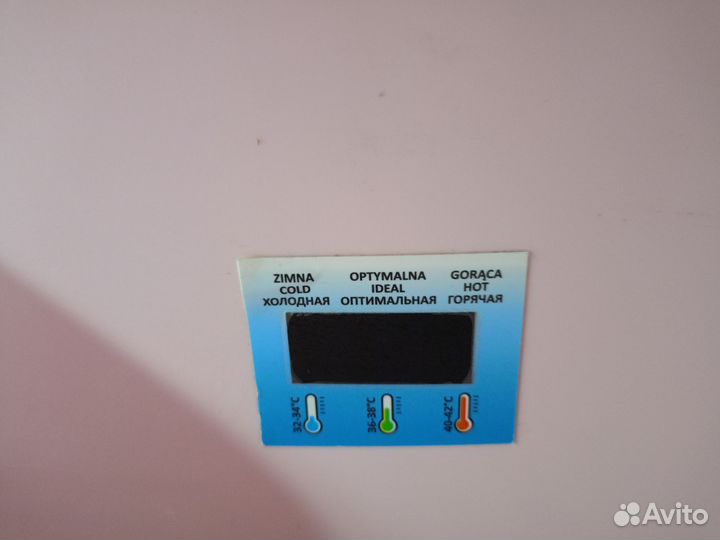 ZIMNA
COLD
ХОЛОДНАЯ
OPTYMALNA
IDEAL
ОПТИМАЛЬНАЯ
GORĄCA
HOT
ГОРЯЧАЯ
32-34°C
36-38°C
40-42°C
Avito